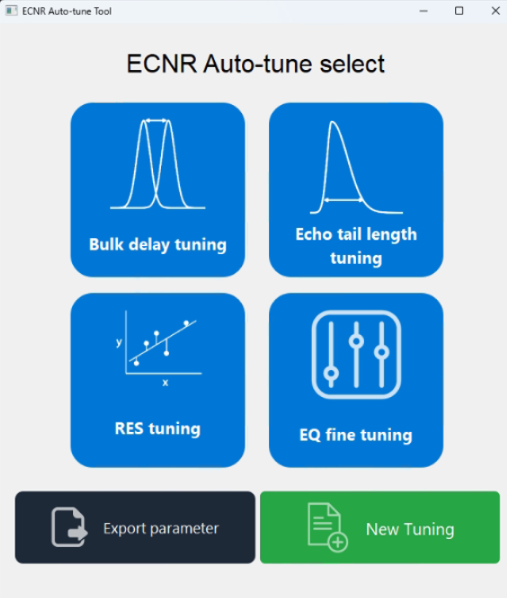 ECNR Auto-tune Tool
ECNR Auto-tune select
Bulk delay tuning
Echo tail length
tuning
y
x
RES tuning
EQ fine tuning
Export parameter
New Tuning